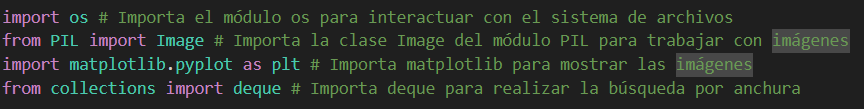 import os # Importa el módulo os para interactuar con el sistema de archivos
from PIL import Image # Importa la clase Image del módulo PIL para trabajar con imágenes
import matplotlib.pyplot as plt # Importa matplotlib para mostrar las imágenes
from collections import deque # Importa deque para realizar la búsqueda por anchura